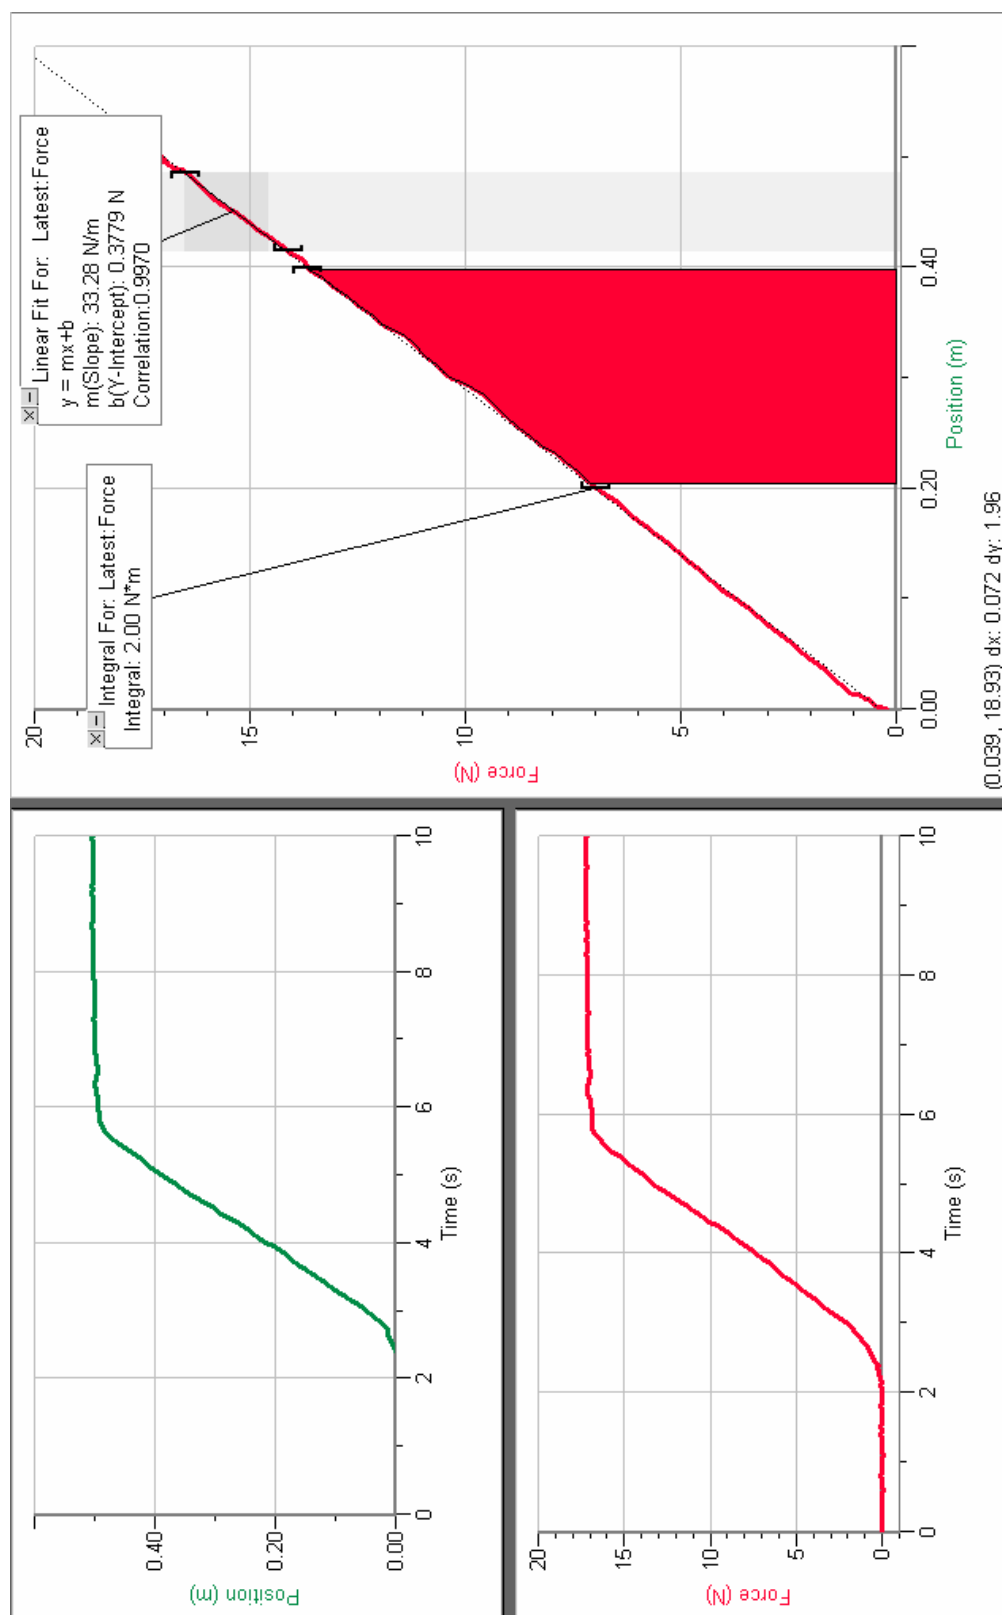 Position (m)
0.40
0.20
0.00
0
2
4
6
8
10
Time (s)
Force (N)
20
15
10
5
0
0
2
4
6
8
10
Time (s)
Force (N)
20
15
10
5
0
0.00
0.20
0.40
Position (m)
Integral For: Latest:Force
Integral: 2.00 N*m
Linear Fit For: Latest:Force
y = mx+b
m(Slope): 33.28 N/m
b(Y-Intercept): 0.3779 N
Correlation:0.9970
(0.039, 18.93) dx: 0.072 dy: 1.96